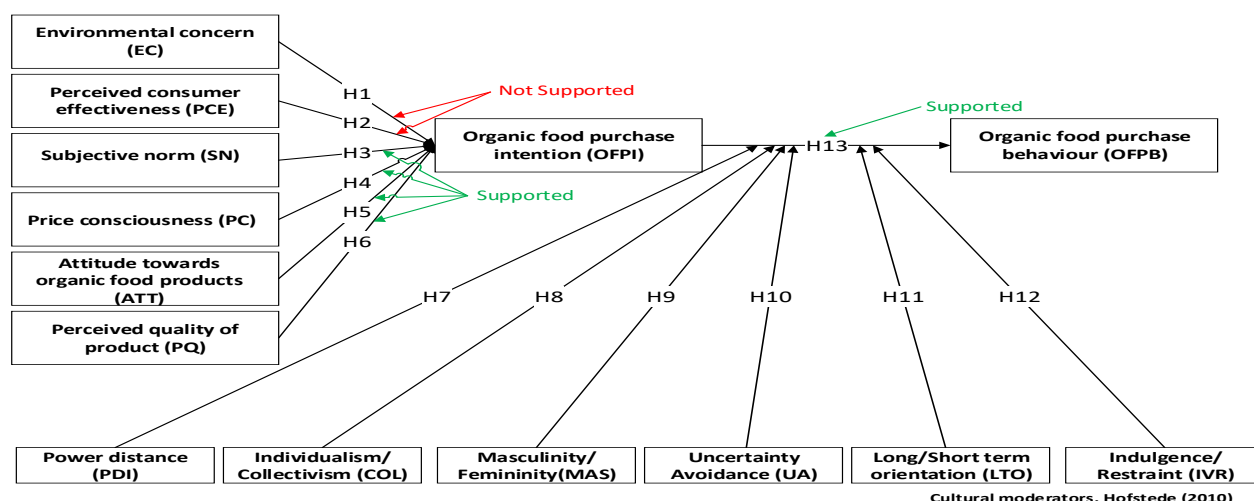 Environmental concern
(EC)
Perceived consumer
effectiveness (PCE)
Subjective norm (SN)
Price consciousness (PC)
Attitude towards
organic food products
(ATT)
Perceived quality of
product (PQ)
H1
H2
H3
H4
H5
H6
Not Supported
Supported
Organic food purchase
intention (OFPI)
H13
Supported
Organic food purchase
behaviour (OFPB)
H7
H8
H9
H10
H11
H12
Power distance
(PDI)
Individualism/
Collectivism (COL)
Masculinity/
Femininity(MAS)
Uncertainty
Avoidance (UA)
Long/Short term
orientation (LTO)
Indulgence/
Restraint (IVR)
Cultural moderators, Hofstede (2010)